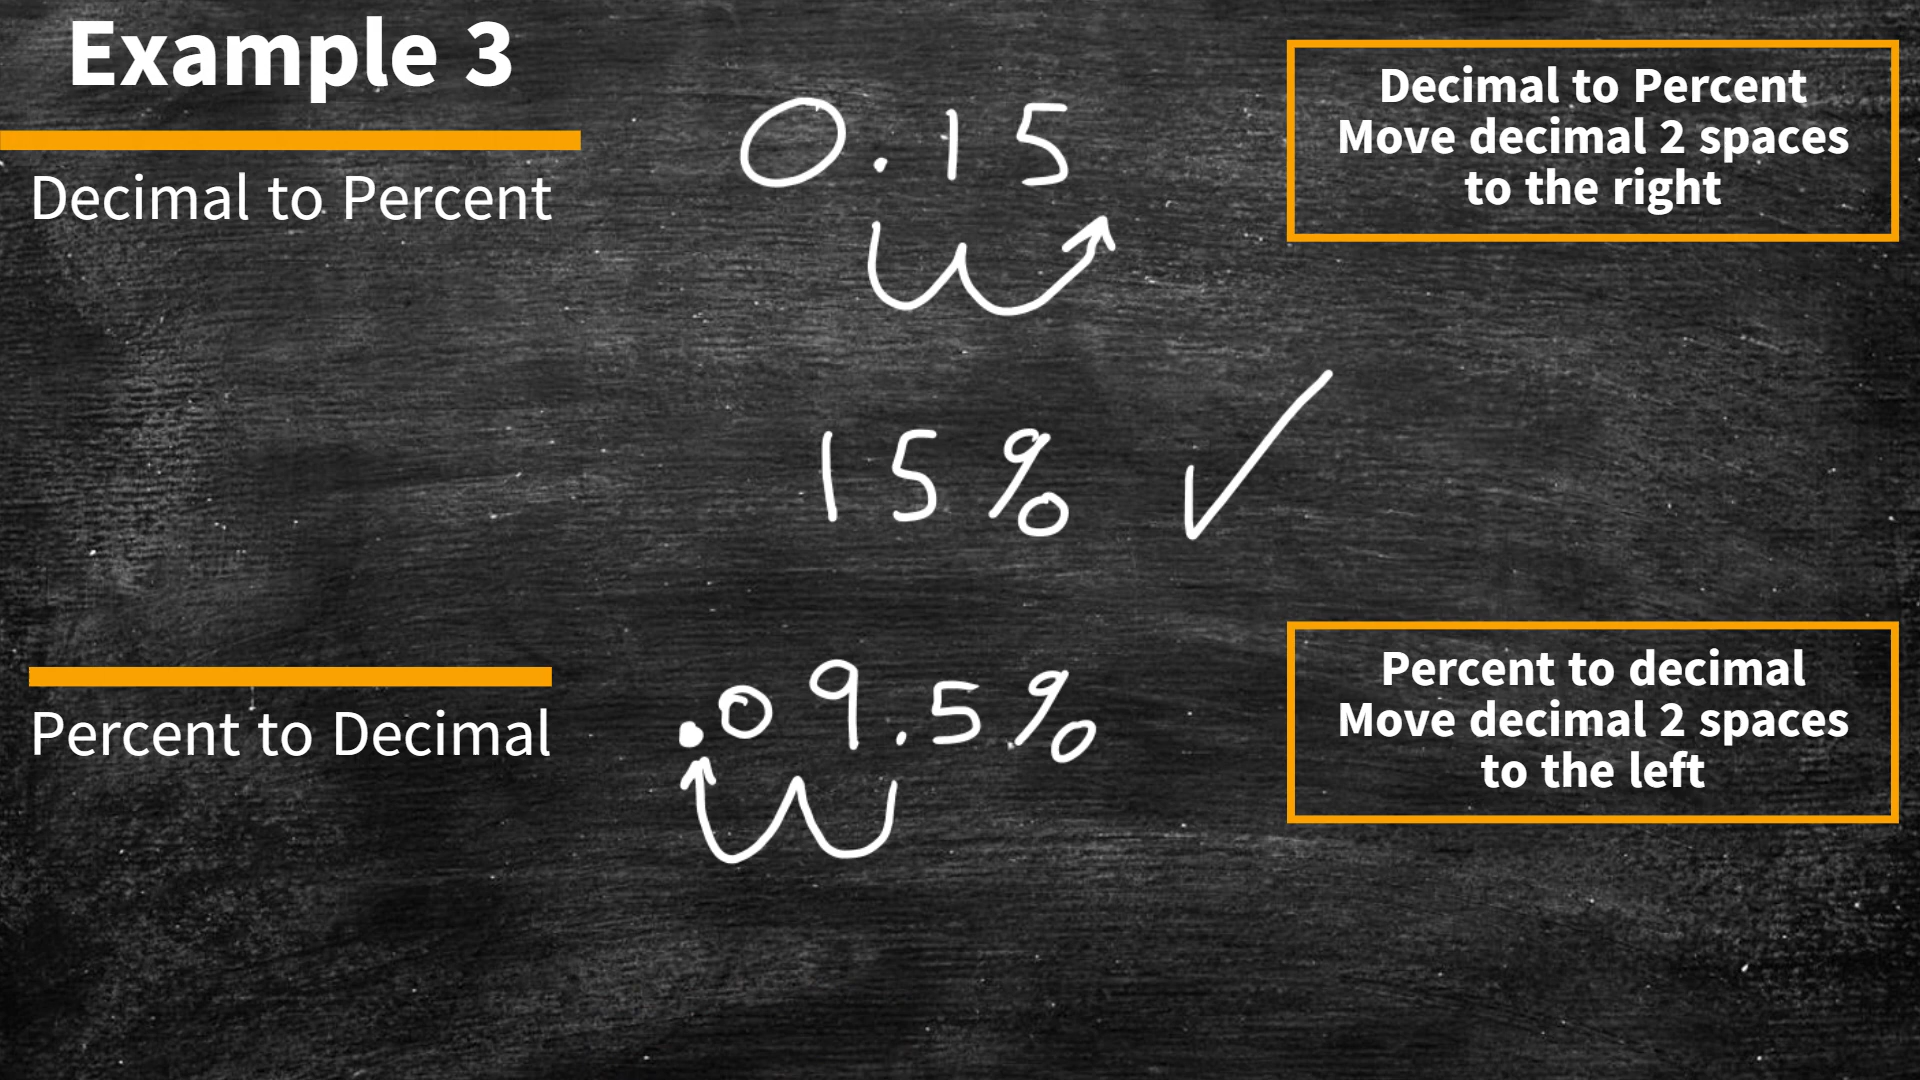 Example 3
Decimal to Percent
0.15
Decimal to Percent
Move decimal 2 spaces
to the right
15% ✓
Percent to Decimal
.09.5%
Percent to decimal
Move decimal 2 spaces
to the left